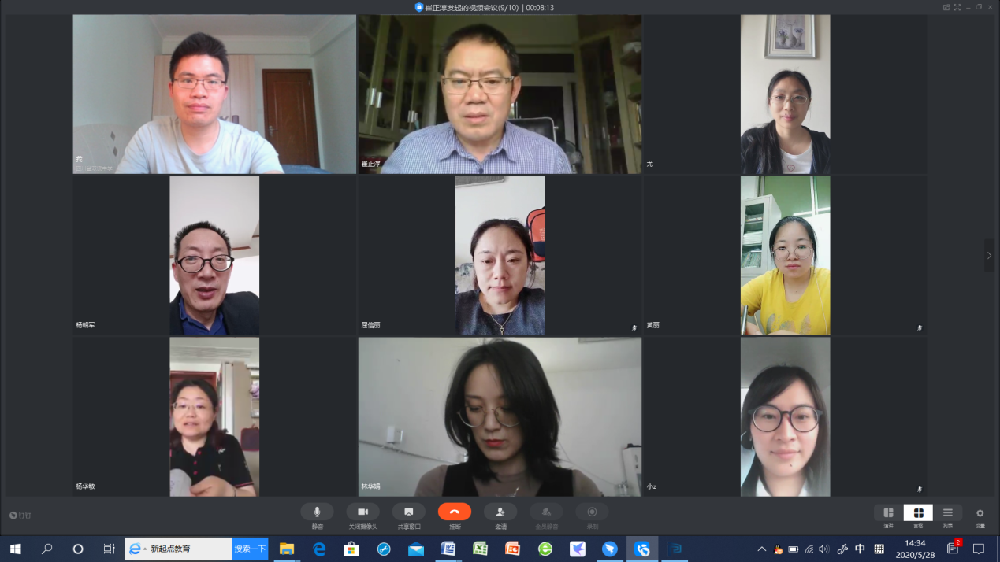 崔正淳发起的视频会议(9/10) | 00:08:13
我
崔正淳
尤
杨朝军
屈信丽
黄丽
杨华敏
林华娟
小z
钉钉
静音
关闭摄像头
共享窗口
挂断
邀请
全员静音
录制
演讲
宫格
列表
设置
新起点教育
搜索一下
中
拼
14:34
2020/5/28
2